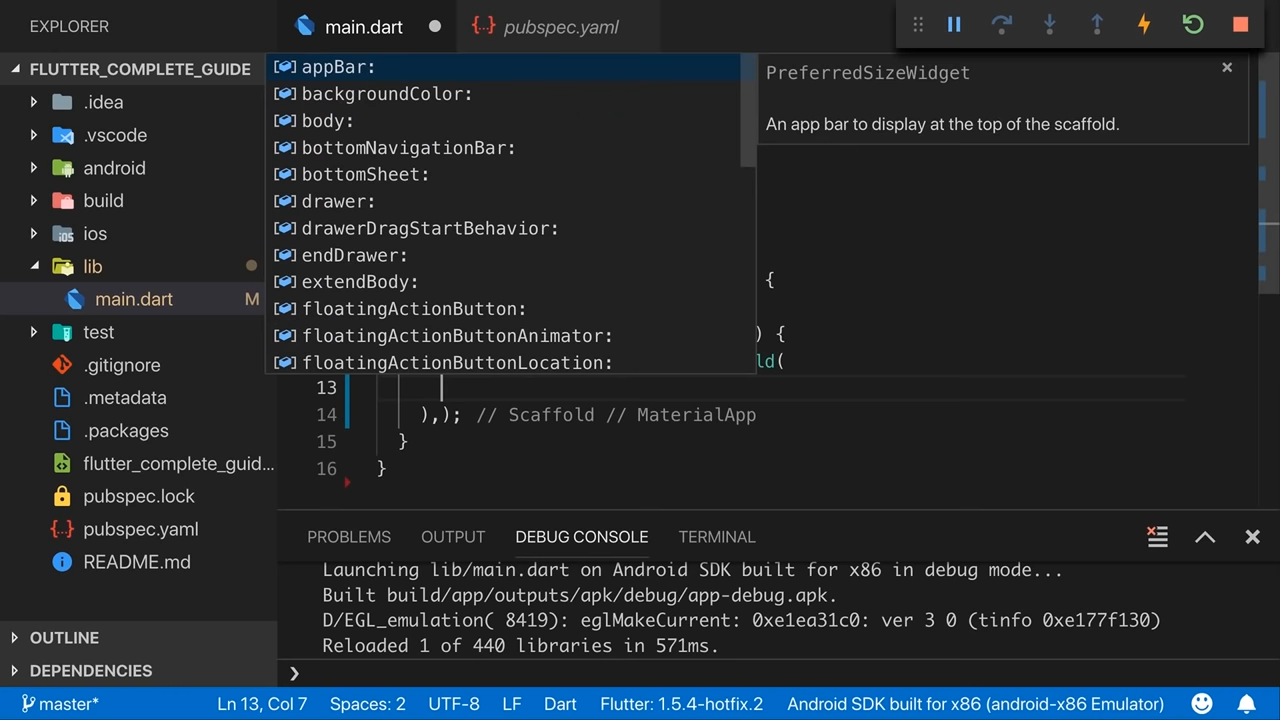 EXPLORER
main.dart
pubspec.yaml
FLUTTER_COMPLETE_GUIDE
.idea
.vscode
android
build
ios
lib
main.dart M
test
.gitignore
.metadata
.packages
flutter_complete_guid...
pubspec.lock
pubspec.yaml
README.md
OUTLINE
DEPENDENCIES
appBar:
backgroundColor:
body:
bottomNavigationBar:
bottomSheet:
drawer:
drawerDragStartBehavior:
endDrawer:
extendBody:
floatingActionButton:
floatingActionButtonAnimator:
floatingActionButtonLocation:
PreferredSizeWidget
An app bar to display at the top of the scaffold.
{
) {
ld(
13
14 ),); // Scaffold // MaterialApp
15 }
16 }
PROBLEMS OUTPUT DEBUG CONSOLE TERMINAL
Launching lib/main.dart on Android SDK built for x86 in debug mode...
Built build/app/outputs/apk/debug/app-debug.apk.
D/EGL_emulation( 8419): eglMakeCurrent: 0xe1ea31c0: ver 3 0 (tinfo 0xe177f130)
Reloaded 1 of 440 libraries in 571ms.
master* Ln 13, Col 7 Spaces: 2 UTF-8 LF Dart Flutter: 1.5.4-hotfix.2 Android SDK built for x86 (android-x86 Emulator)